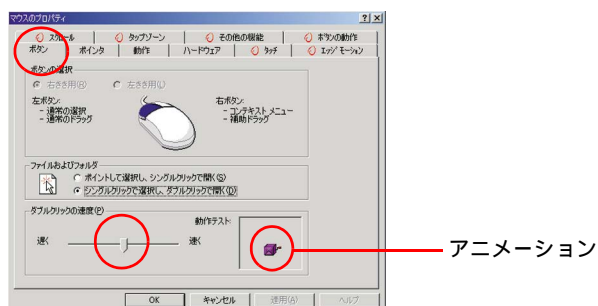 マウスのプロパティ
スクロール タップゾーン その他の機能 ボタンの動作
ボタン ポインタ 動作 ハードウェア タッチ エッジ モーション
ボタンの選択
右きき用(R) 左きき用(L)
左ボタン:
- 通常の選択
- 通常のドラッグ
右ボタン:
- コンテキスト メニュー
- 補助ドラッグ
ファイルおよびフォルダ
ポイントして選択し、シングルクリックで開く(S)
シングルクリックで選択し、ダブルクリックで開く(D)
ダブルクリックの速度(P)
動作テスト:
遅く 速く
アニメーション
OK キャンセル 適用(A) ヘルプ